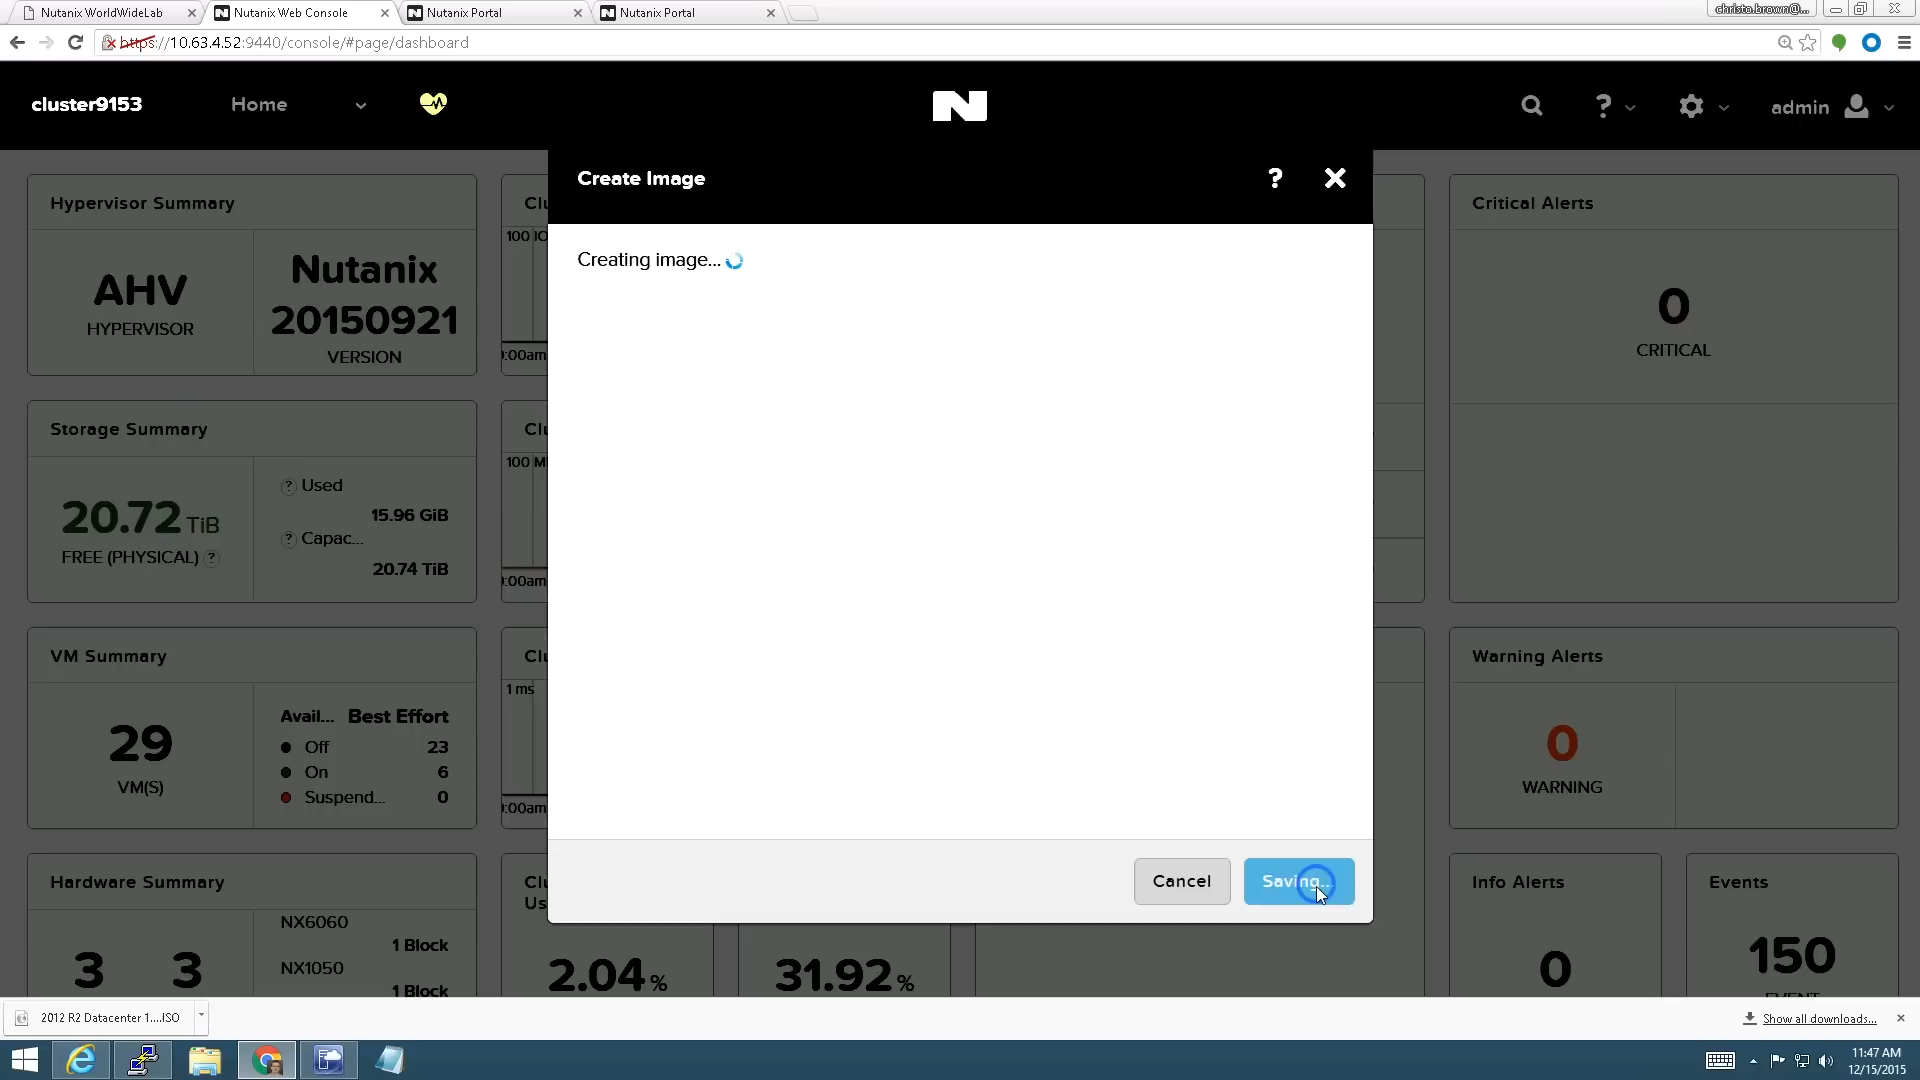 Nutanix WorldWideLab
Nutanix Web Console
Nutanix Portal
Nutanix Portal
christo.brown@...
https://10.63.4.52:9440/console/#page/dashboard
cluster9153
Home
?
admin
Create Image
?
Creating image...
Cancel
Saving...
Hypervisor Summary
AHV
HYPERVISOR
Nutanix
20150921
VERSION
Storage Summary
20.72 TiB
FREE (PHYSICAL) ?
? Used
15.96 GiB
? Capac...
20.74 TiB
VM Summary
29
VM(S)
Avail... Best Effort
Off 23
On 6
Suspend... 0
Hardware Summary
3 3
NX6060
1 Block
NX1050
1 Block
Clu
100 IO
:00am
Clu
100 M
:00am
Clu
1 ms
:00am
Clu
Us
2.04 %
31.92 %
Critical Alerts
0
CRITICAL
Warning Alerts
0
WARNING
Info Alerts
0
Events
150
EVENT
2012 R2 Datacenter 1....ISO
Show all downloads...
11:47 AM
12/15/2015